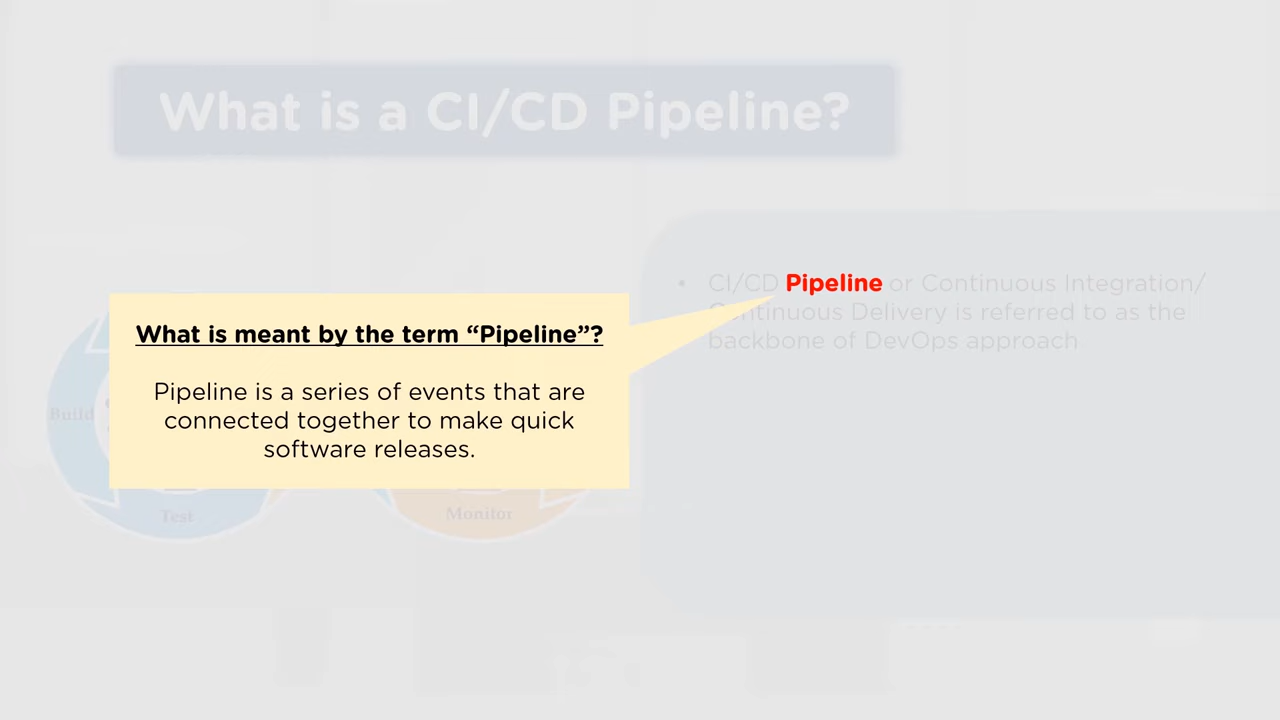 What is a CI/CD Pipeline?
• CI/CD Pipeline or Continuous Integration/
Continuous Delivery is referred to as the
backbone of DevOps approach.
What is meant by the term “Pipeline”?
Pipeline is a series of events that are
connected together to make quick
software releases.
Build
Test
Monitor